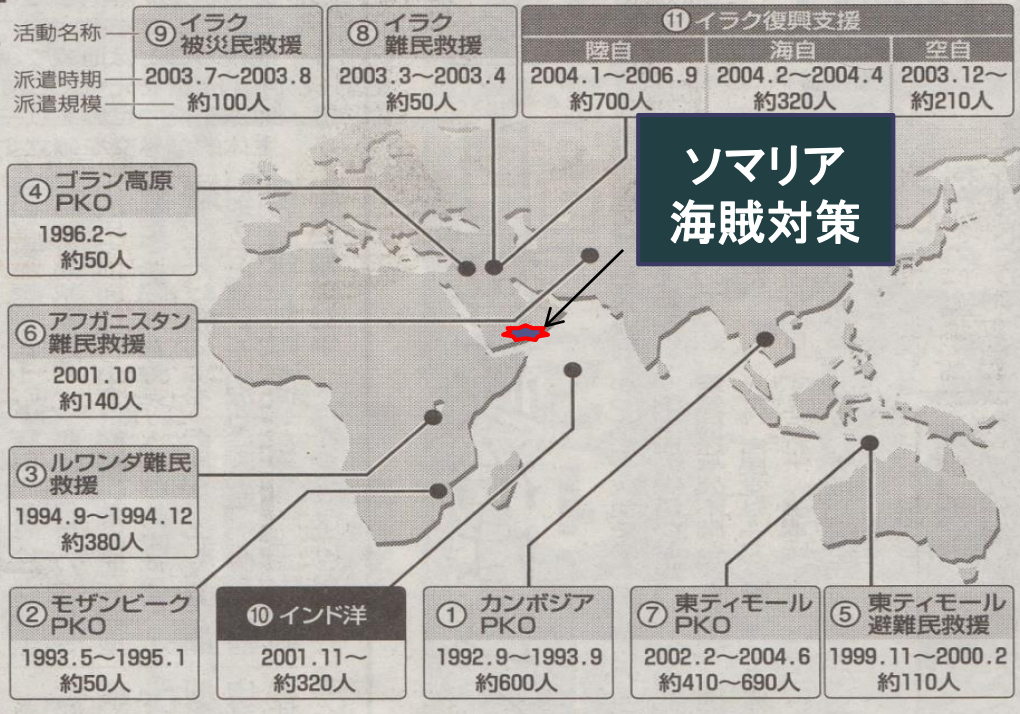 活動名称
派遣時期
派遣規模
⑨イラク
被災民救援
2003.7〜2003.8
約100人
⑧イラク
難民救援
2003.3〜2003.4
約50人
⑪イラク復興支援
陸自
2004.1〜2006.9
約700人
海自
2004.2〜2004.4
約320人
空自
2003.12〜
約210人
ソマリア
海賊対策
④ゴラン高原
PKO
1996.2〜
約50人
⑥アフガニスタン
難民救援
2001.10
約140人
③ルワンダ難民
救援
1994.9〜1994.12
約380人
②モザンビーク
PKO
1993.5〜1995.1
約50人
⑩インド洋
2001.11〜
約320人
①カンボジア
PKO
1992.9〜1993.9
約600人
⑦東ティモール
PKO
2002.2〜2004.6
約410〜690人
⑤東ティモール
避難民救援
1999.11〜2000.2
約110人